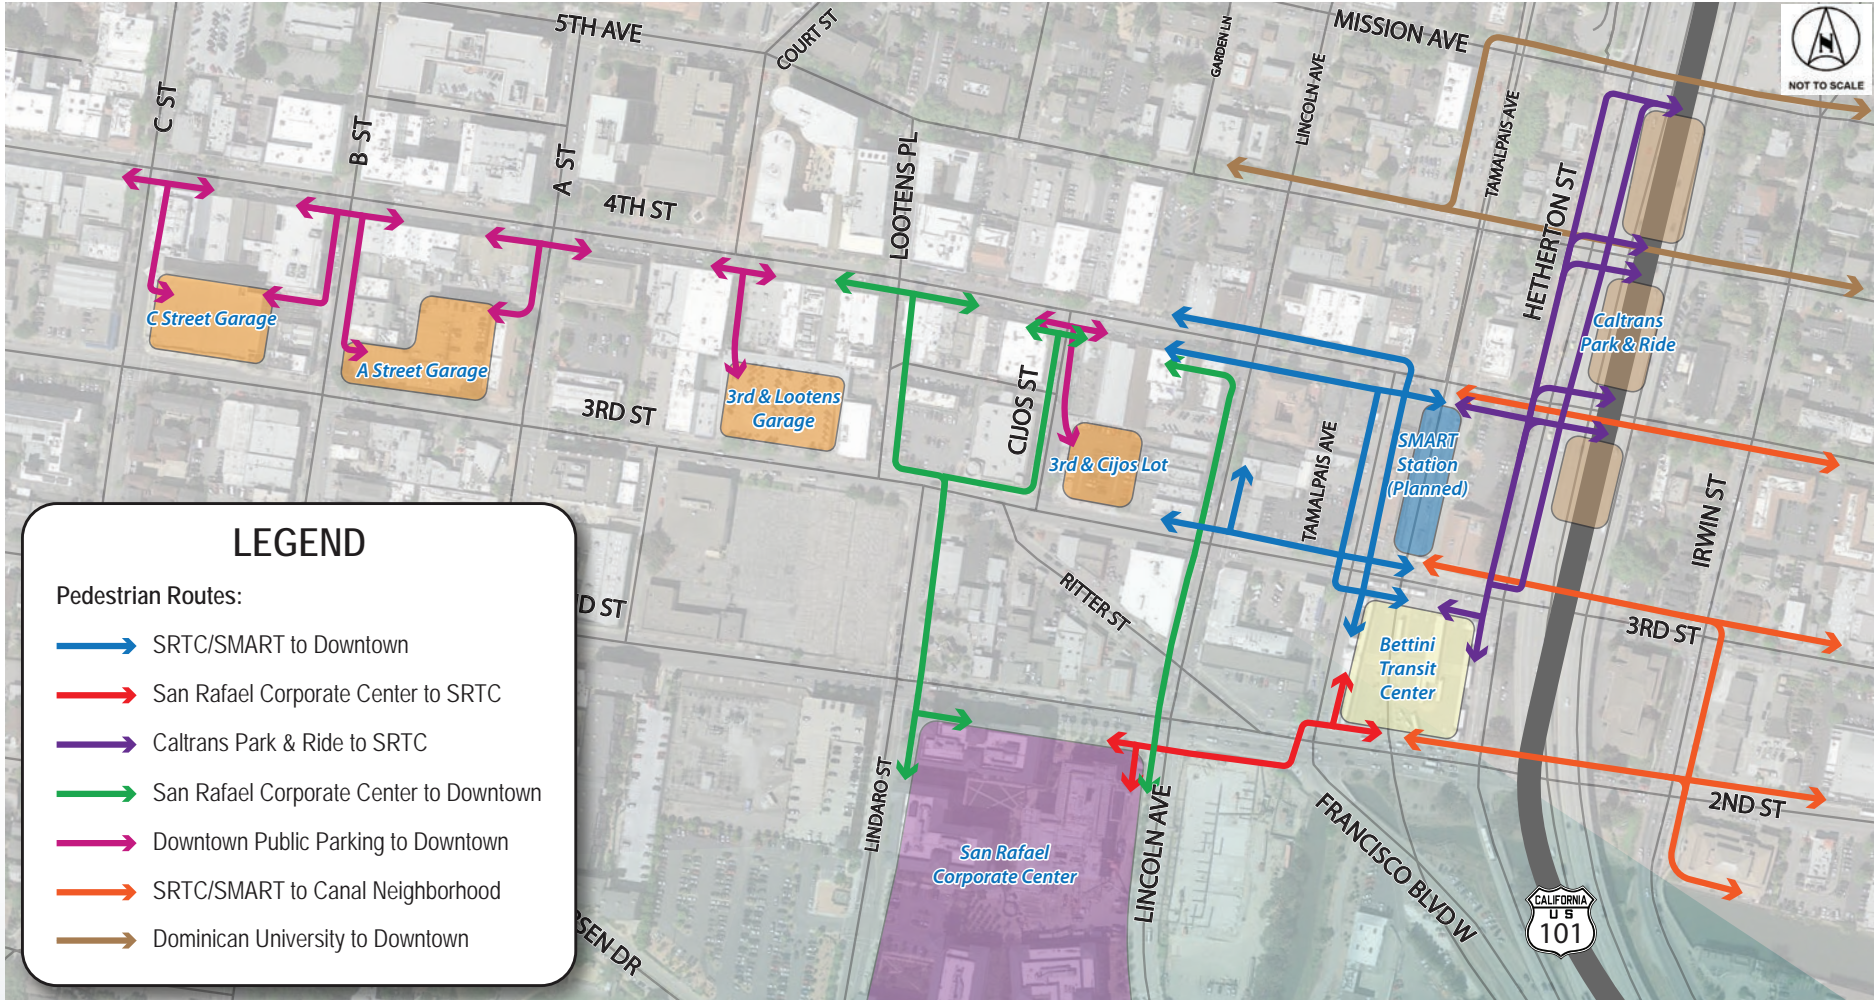 5TH AVE
COURT ST
GARDEN LN
LINCOLN AVE
MISSION AVE
N
NOT TO SCALE
C ST
B ST
A ST
4TH ST
LOOTENS PL
TAMALPAIS AVE
HETHERTON ST
C Street Garage
A Street Garage
3RD ST
3rd & Lootens
Garage
CIJOS ST
3rd & Cijos Lot
TAMALPAIS AVE
SMART
Station
(Planned)
Caltrans
Park & Ride
IRWIN ST
RITTER ST
3RD ST
Bettini
Transit
Center
2ND ST
LINDARO ST
San Rafael
Corporate Center
LINCOLN AVE
FRANCISCO BLVD W
CALIFORNIA
US
101
ND ST
SEN DR
LEGEND
Pedestrian Routes:
SRTC/SMART to Downtown
San Rafael Corporate Center to SRTC
Caltrans Park & Ride to SRTC
San Rafael Corporate Center to Downtown
Downtown Public Parking to Downtown
SRTC/SMART to Canal Neighborhood
Dominican University to Downtown